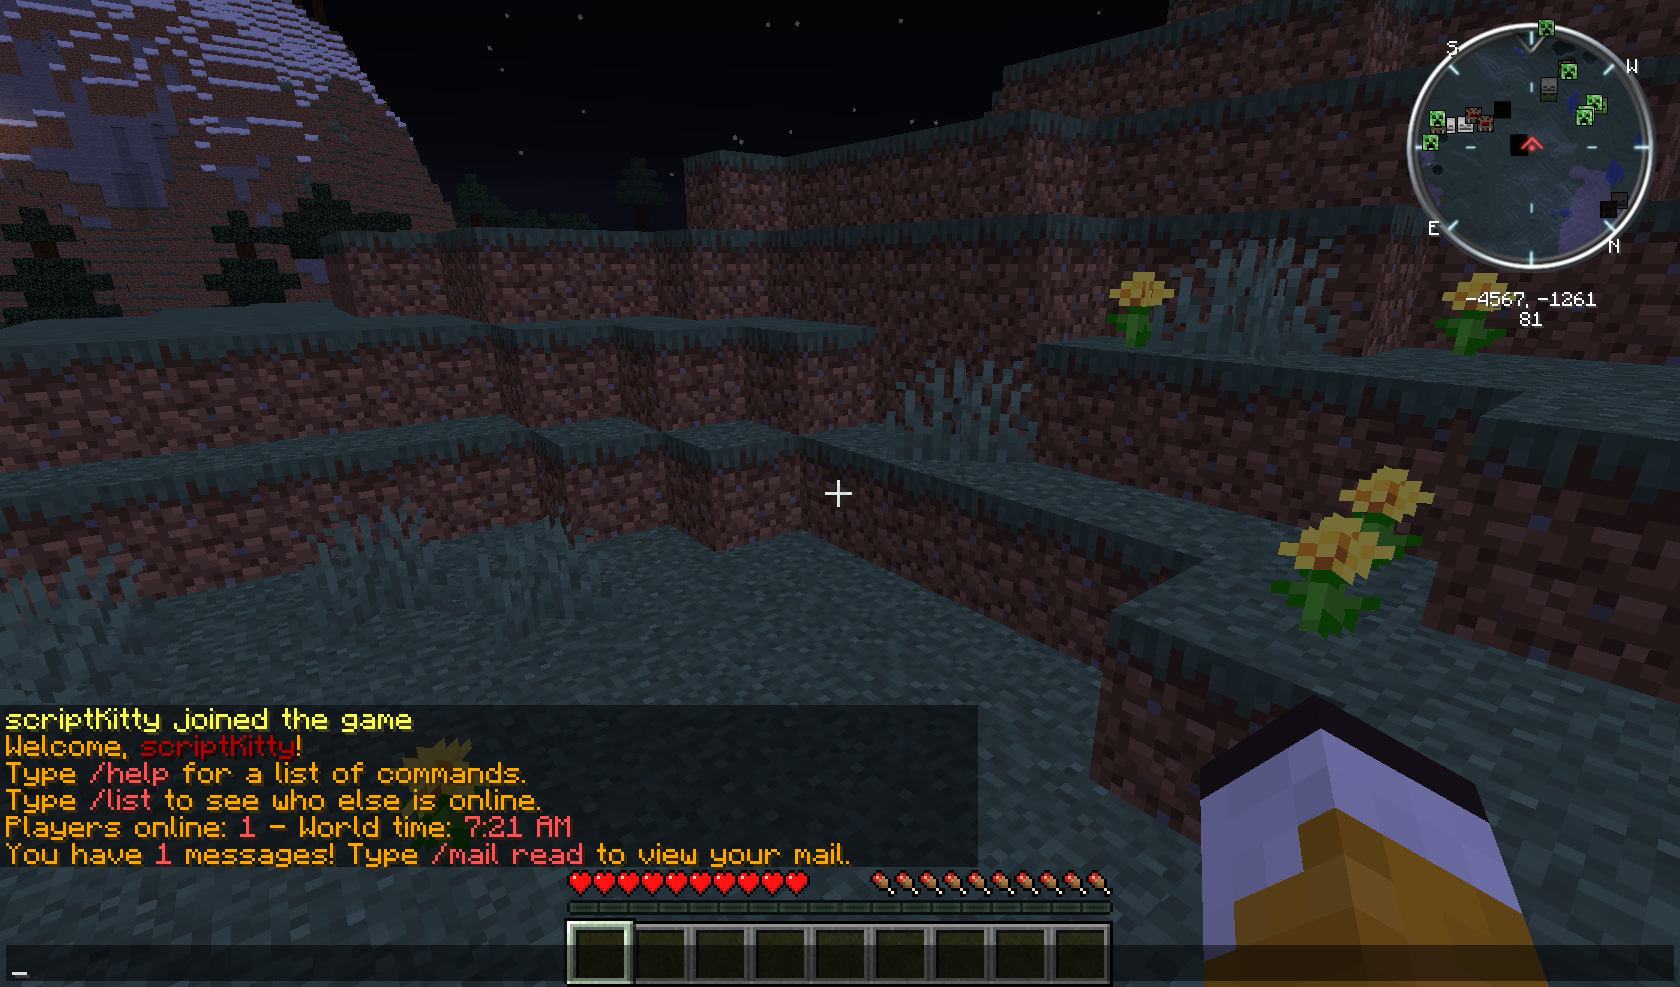 S
W
E
N
-4567, -1261
81
scriptKitty joined the game
Welcome, scriptKitty!
Type /help for a list of commands.
Type /list to see who else is online.
Players online: 1 - World time: 7:21 AM
You have 1 messages! Type /mail read to view your mail.
_